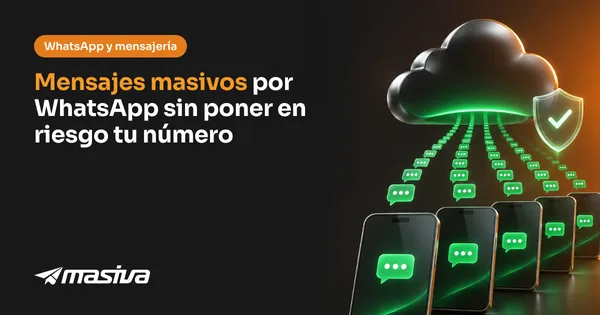 WhatsApp y mensajería
Mensajes masivos por
WhatsApp sin poner en
riesgo tu número
masiva